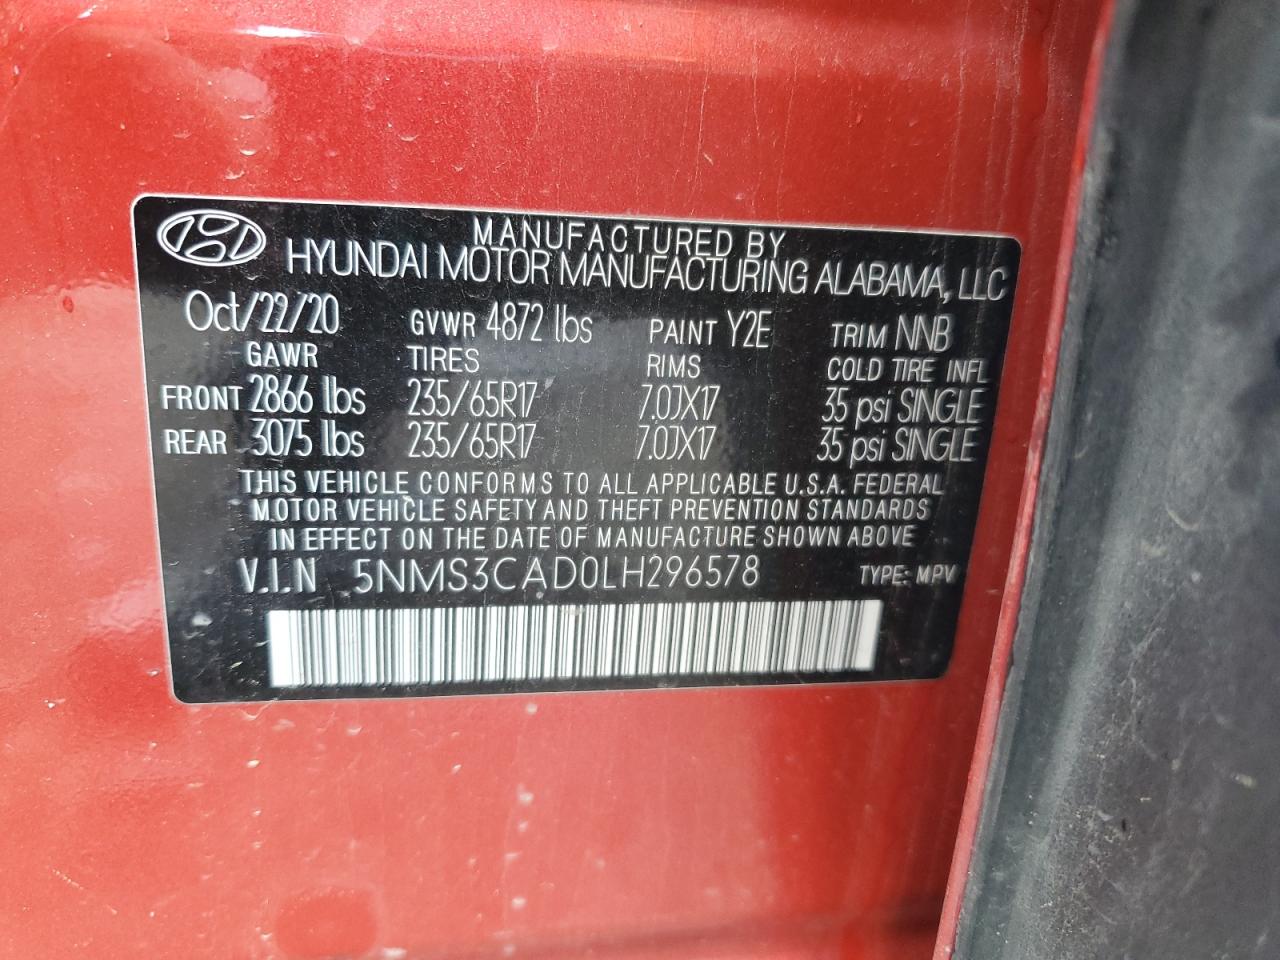 MANUFACTURED BY
HYUNDAI MOTOR MANUFACTURING ALABAMA, LLC
Oct/22/20 GVWR 4872 lbs PAINT Y2E TRIM NNB
GAWR TIRES RIMS COLD TIRE INFL
FRONT 2866 lbs 235/65R17 7.0JX17 35 psi SINGLE
REAR 3075 lbs 235/65R17 7.0JX17 35 psi SINGLE
THIS VEHICLE CONFORMS TO ALL APPLICABLE U.S.A. FEDERAL
MOTOR VEHICLE SAFETY AND THEFT PREVENTION STANDARDS
IN EFFECT ON THE DATE OF MANUFACTURE SHOWN ABOVE
V.I.N 5NMS3CAD0LH296578 TYPE: MPV